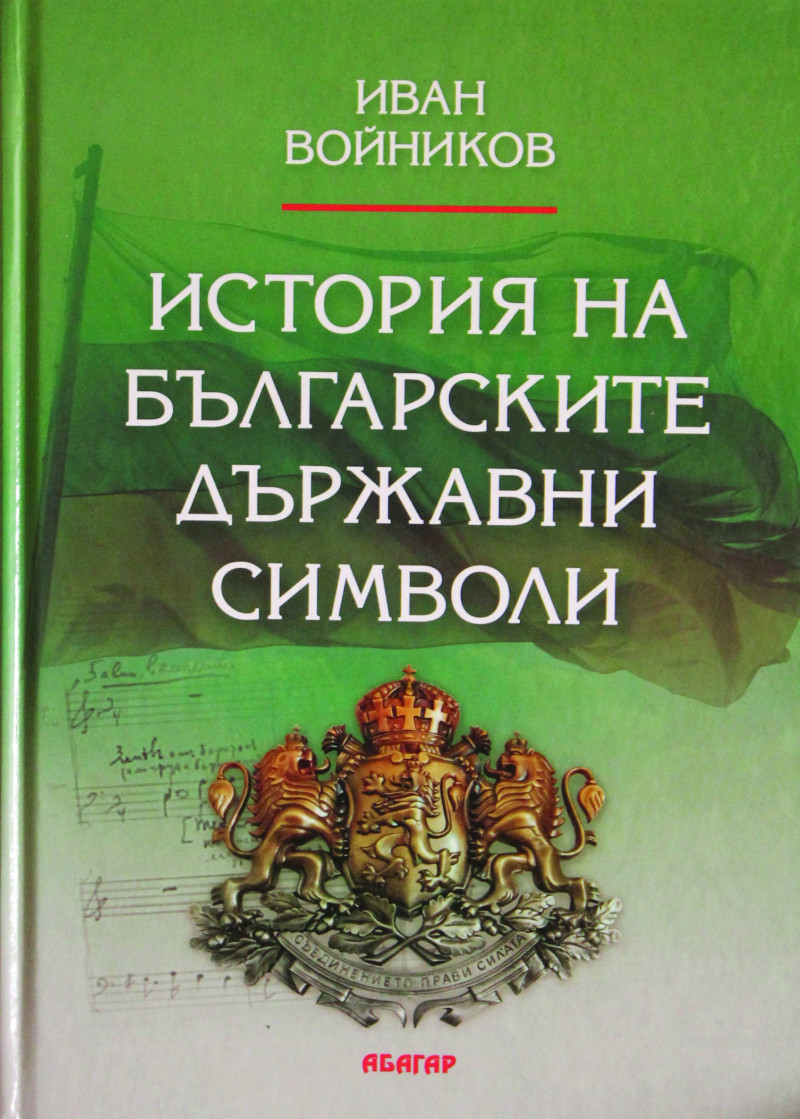 ИВАН
ВОЙНИКОВ
ИСТОРИЯ НА
БЪЛГАРСКИТЕ
ДЪРЖАВНИ
СИМВОЛИ
СЪЕДИНЕНИЕТО ПРАВИ СИЛАТА
АБАГАР